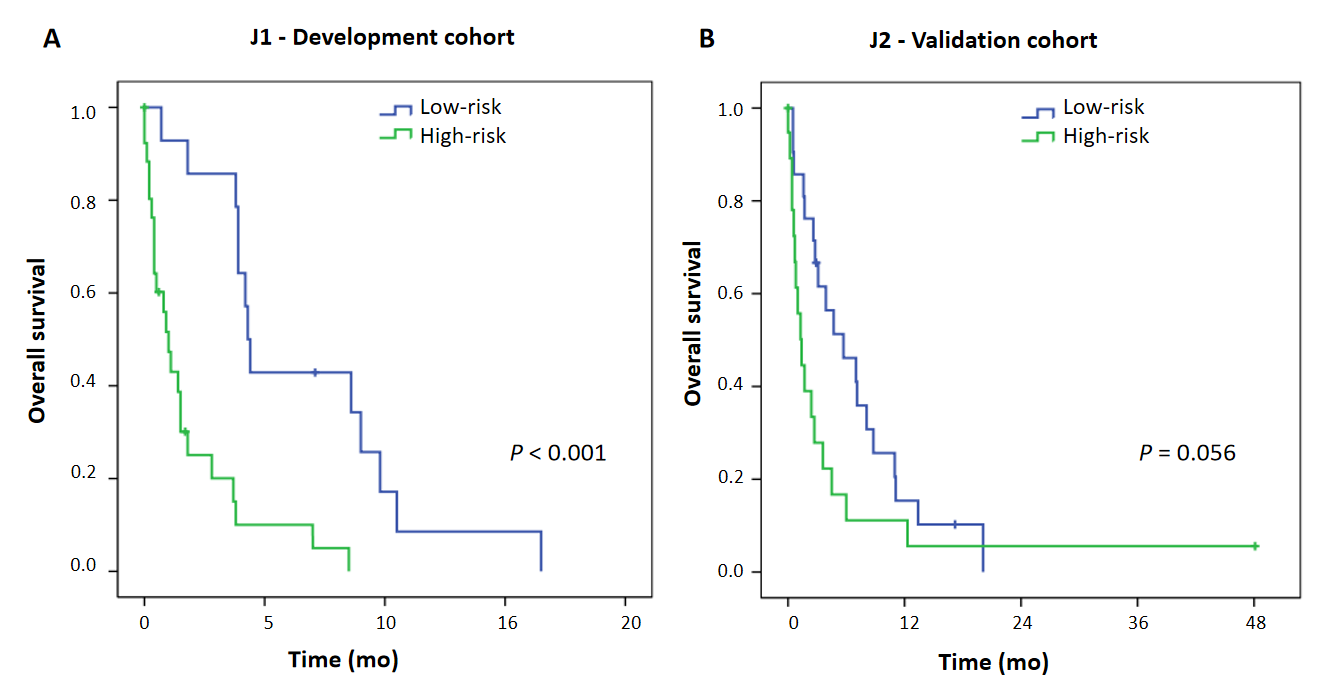 A
J1 - Development cohort
Low-risk
High-risk
1.0
0.8
0.6
0.4
0.2
0.0
Overall survival
P < 0.001
0 5 10 16 20
Time (mo)
B
J2 - Validation cohort
Low-risk
High-risk
1.0
0.8
0.6
0.4
0.2
0.0
Overall survival
P = 0.056
0 12 24 36 48
Time (mo)